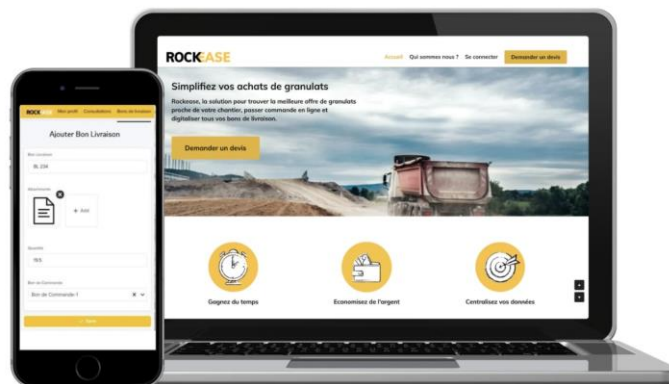 ROCKEASE
Accueil Qui sommes nous ? Se connecter Demander un devis
Simplifiez vos achats de granulats
Rockease, la solution pour trouver la meilleure offre de granulats
proche de votre chantier, passer commande en ligne et
digitaliser tous vos bons de livraison.
Demander un devis
Gagnez du temps
Economisez de l'argent
Centralisez vos données
ROCKEASE Mon profil Consultations Bons de livraison
Ajouter Bon Livraison
Bon Livraison
BL 234
Attachments
+ Add
Quantité
Bon de Commande
Bon de Commande 1